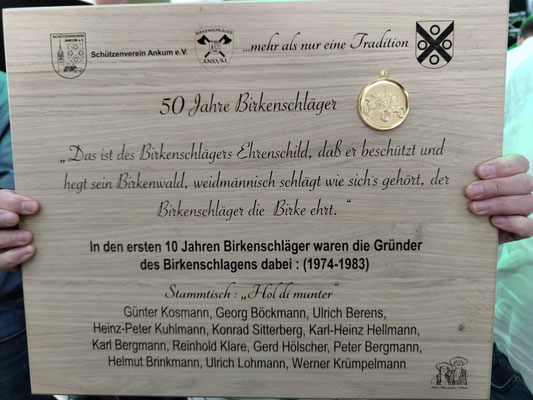 SCHÜTZENVEREIN
ANKUM e.V.
Schützenverein Ankum e.V.
BIRKENSCHLÄGER
ANKUM
...mehr als nur eine Tradition
50 Jahre Birkenschläger
„Das ist des Birkenschlägers Ehrenschild, daß er beschützt und
hegt sein Birkenwald, weidmännisch schlägt wie sich's gehört, der
Birkenschläger die Birke ehrt. “
In den ersten 10 Jahren Birkenschläger waren die Gründer
des Birkenschlagens dabei : (1974-1983)
Stammtisch : „Hol di munter“
Günter Kosmann, Georg Böckmann, Ulrich Berens,
Heinz-Peter Kuhlmann, Konrad Sitterberg, Karl-Heinz Hellmann,
Karl Bergmann, Reinhold Klare, Gerd Hölscher, Peter Bergmann,
Helmut Brinkmann, Ulrich Lohmann, Werner Krümpelmann